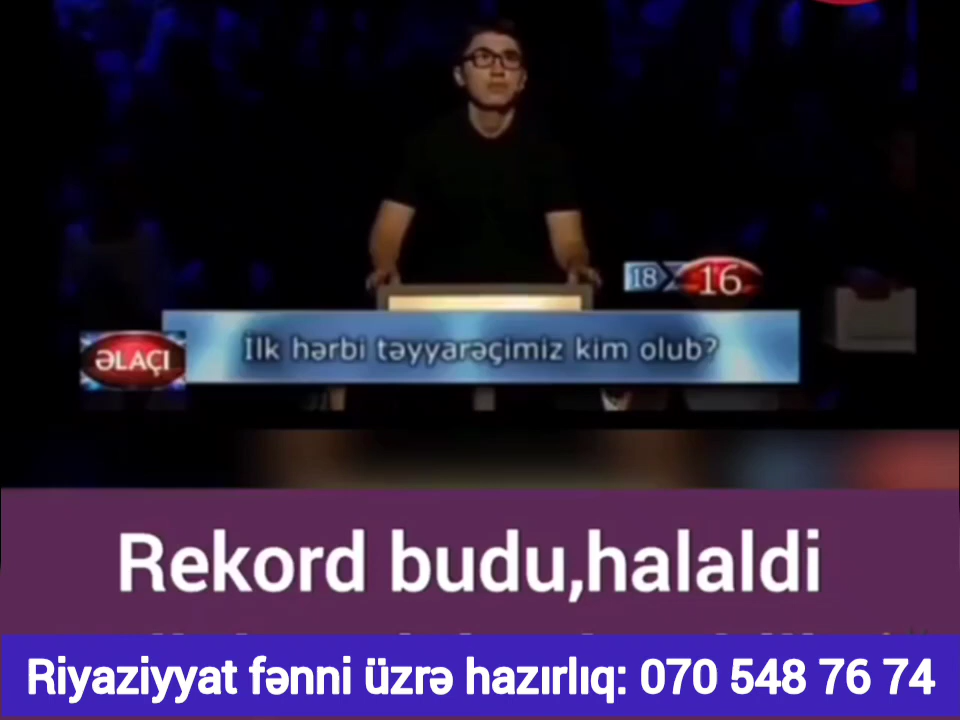 18 16
ƏLAÇI
İlk hərbi təyyarəçimiz kim olub?
Rekord budu,halaldi
Riyaziyyat fənni üzrə hazırlıq: 070 548 76 74